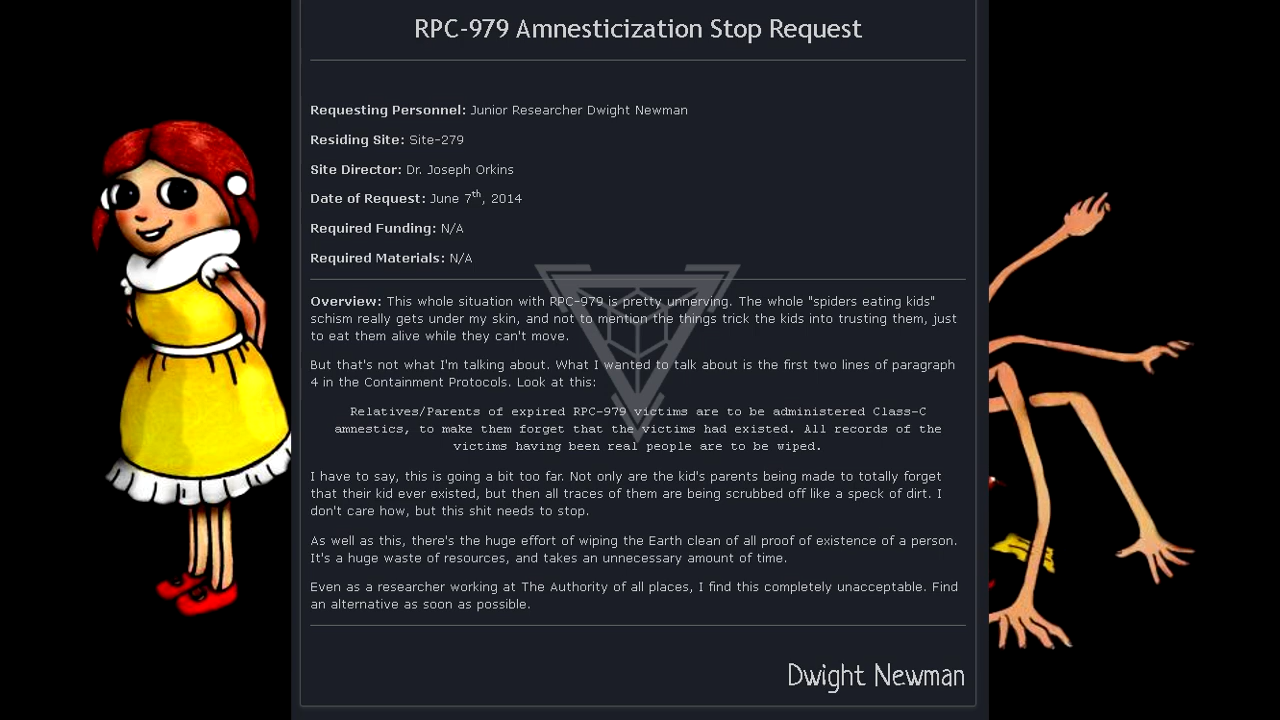 RPC-979 Amnesticization Stop Request
Requesting Personnel: Junior Researcher Dwight Newman
Residing Site: Site-279
Site Director: Dr. Joseph Orkins
Date of Request: June 7th, 2014
Required Funding: N/A
Required Materials: N/A
Overview: This whole situation with RPC-979 is pretty unnerving. The whole "spiders eating kids"
schism really gets under my skin, and not to mention the things trick the kids into trusting them, just
to eat them alive while they can't move.
But that's not what I'm talking about. What I wanted to talk about is the first two lines of paragraph
4 in the Containment Protocols. Look at this:
Relatives/Parents of expired RPC-979 victims are to be administered Class-C
amnestics, to make them forget that the victims had existed. All records of the
victims having been real people are to be wiped.
I have to say, this is going a bit too far. Not only are the kid's parents being made to totally forget
that their kid ever existed, but then all traces of them are being scrubbed off like a speck of dirt. I
don't care how, but this shit needs to stop.
As well as this, there's the huge effort of wiping the Earth clean of all proof of existence of a person.
It's a huge waste of resources, and takes an unnecessary amount of time.
Even as a researcher working at The Authority of all places, I find this completely unacceptable. Find
an alternative as soon as possible.
Dwight Newman